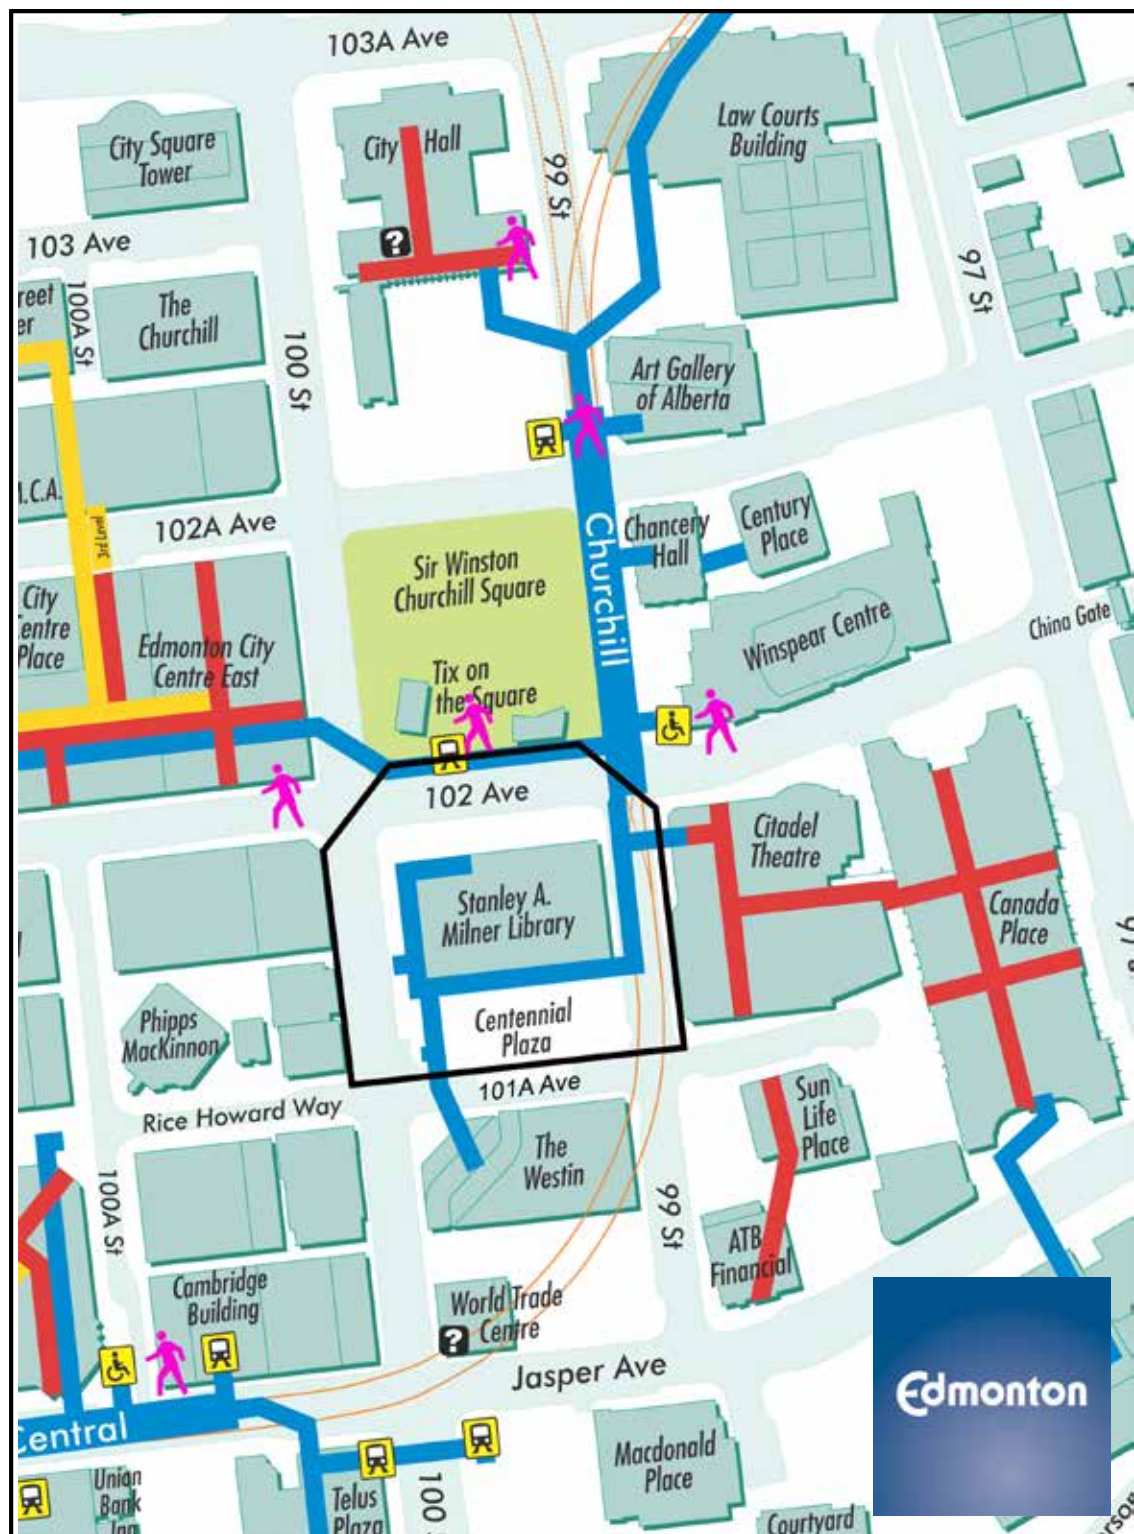 103A Ave
Law Courts
Building
City Square
Tower
City Hall
99 St
103 Ave
?
97 St
100A St
The
Churchill
100 St
Art Gallery
of Alberta
102A Ave
Churchill
Chancery
Hall
Century
Place
Sir Winston
Churchill Square
City
Centre
Place
Edmonton City
Centre East
Tix on
the Square
Winspear Centre
China Gate
102 Ave
Citadel
Theatre
Stanley A.
Milner Library
Canada
Place
Phipps
MacKinnon
Centennial
Plaza
101A Ave
Rice Howard Way
Sun
Life
Place
The
Westin
100A St
99 St
ATB
Financial
Cambridge
Building
World Trade
Centre
?
Jasper Ave
Edmonton
Central
Macdonald
Place
Union
Bank
Inn
Telus
Plaza
100
Courtyard